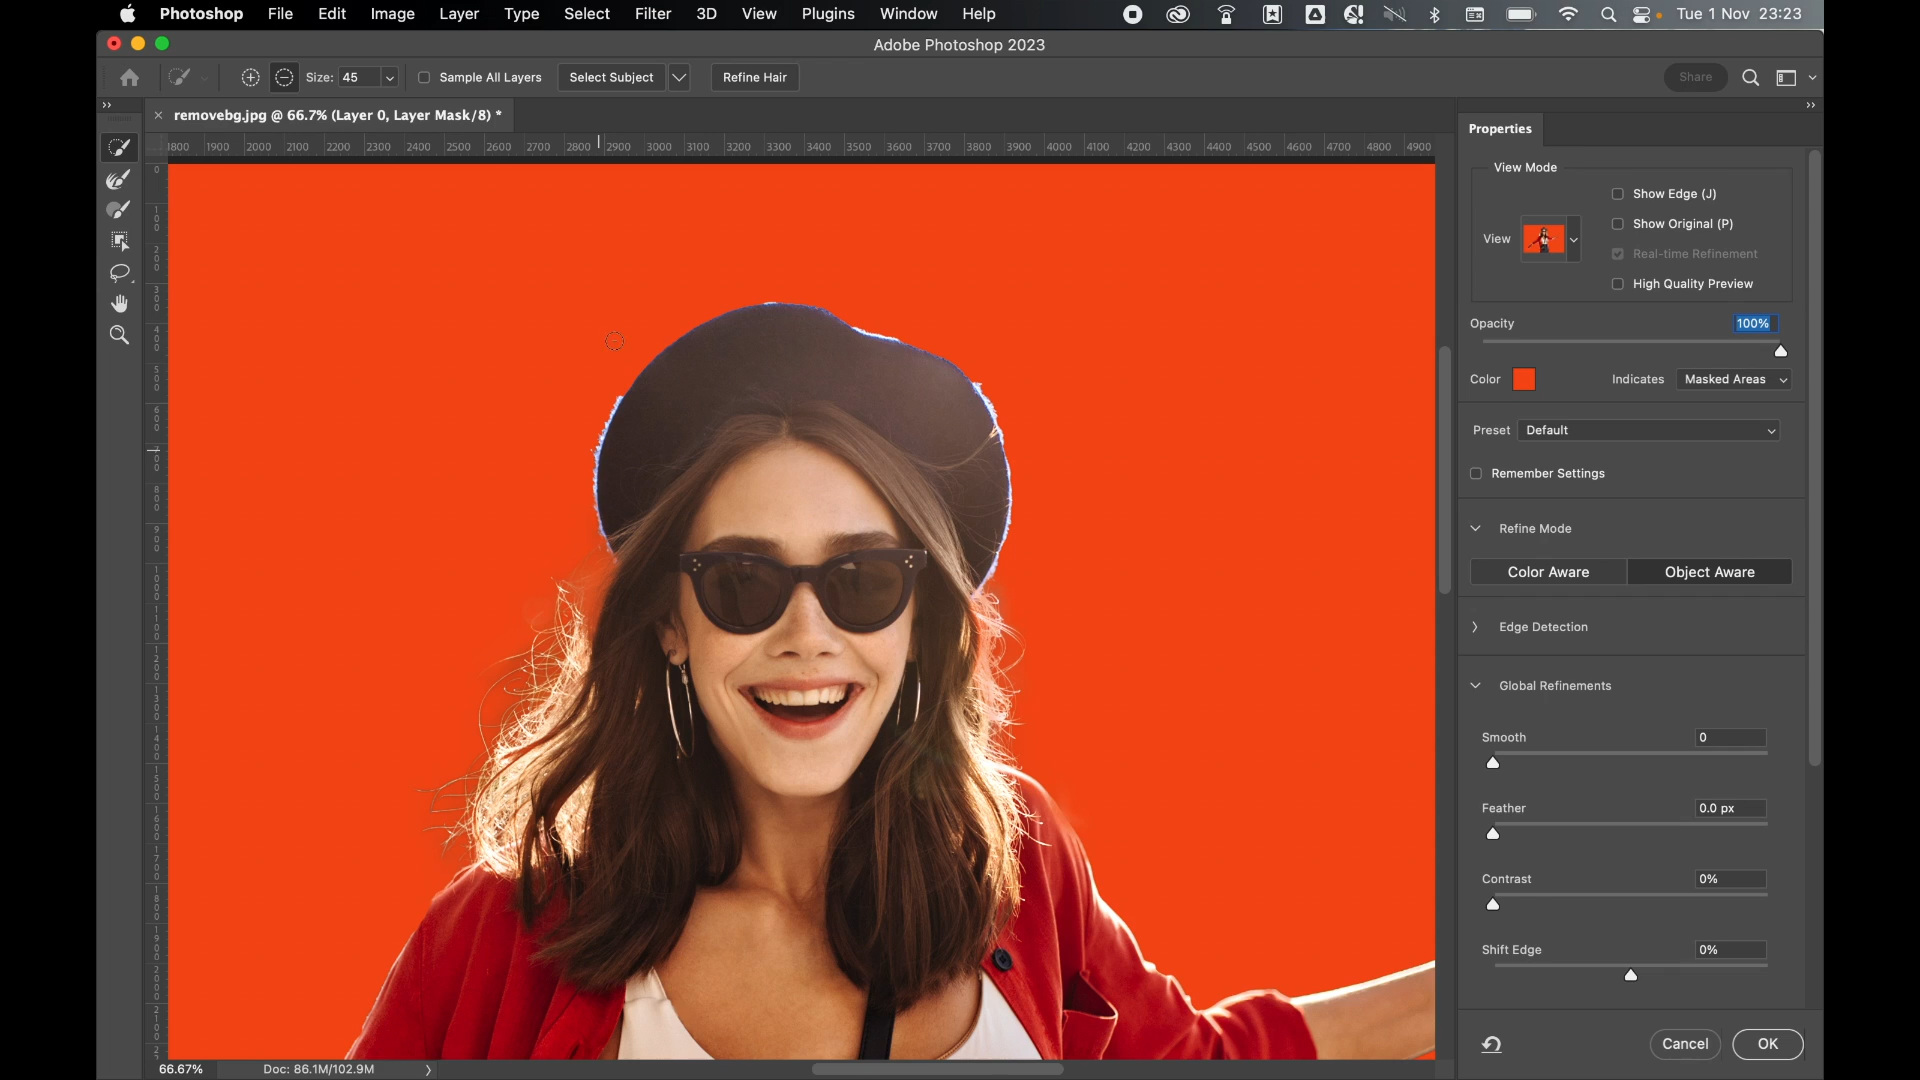 Photoshop File Edit Image Layer Type Select Filter 3D View Plugins Window Help Tue 1 Nov 23:23
Adobe Photoshop 2023
Size: 45 Sample All Layers Select Subject Refine Hair Share
removebg.jpg @ 66.7% (Layer 0, Layer Mask/8) *
1800 1900 2000 2100 2200 2300 2400 2500 2600 2700 2800 2900 3000 3100 3200 3300 3400 3500 3600 3700 3800 3900 4000 4100 4200 4300 4400 4500 4600 4700 4800 4900
Properties
View Mode
Show Edge (J)
Show Original (P)
View
Real-time Refinement
High Quality Preview
Opacity 100%
Color Indicates Masked Areas
Preset Default
Remember Settings
Refine Mode
Color Aware Object Aware
Edge Detection
Global Refinements
Smooth 0
Feather 0.0 px
Contrast 0%
Shift Edge 0%
Cancel OK
66.67% Doc: 86.1M/102.9M